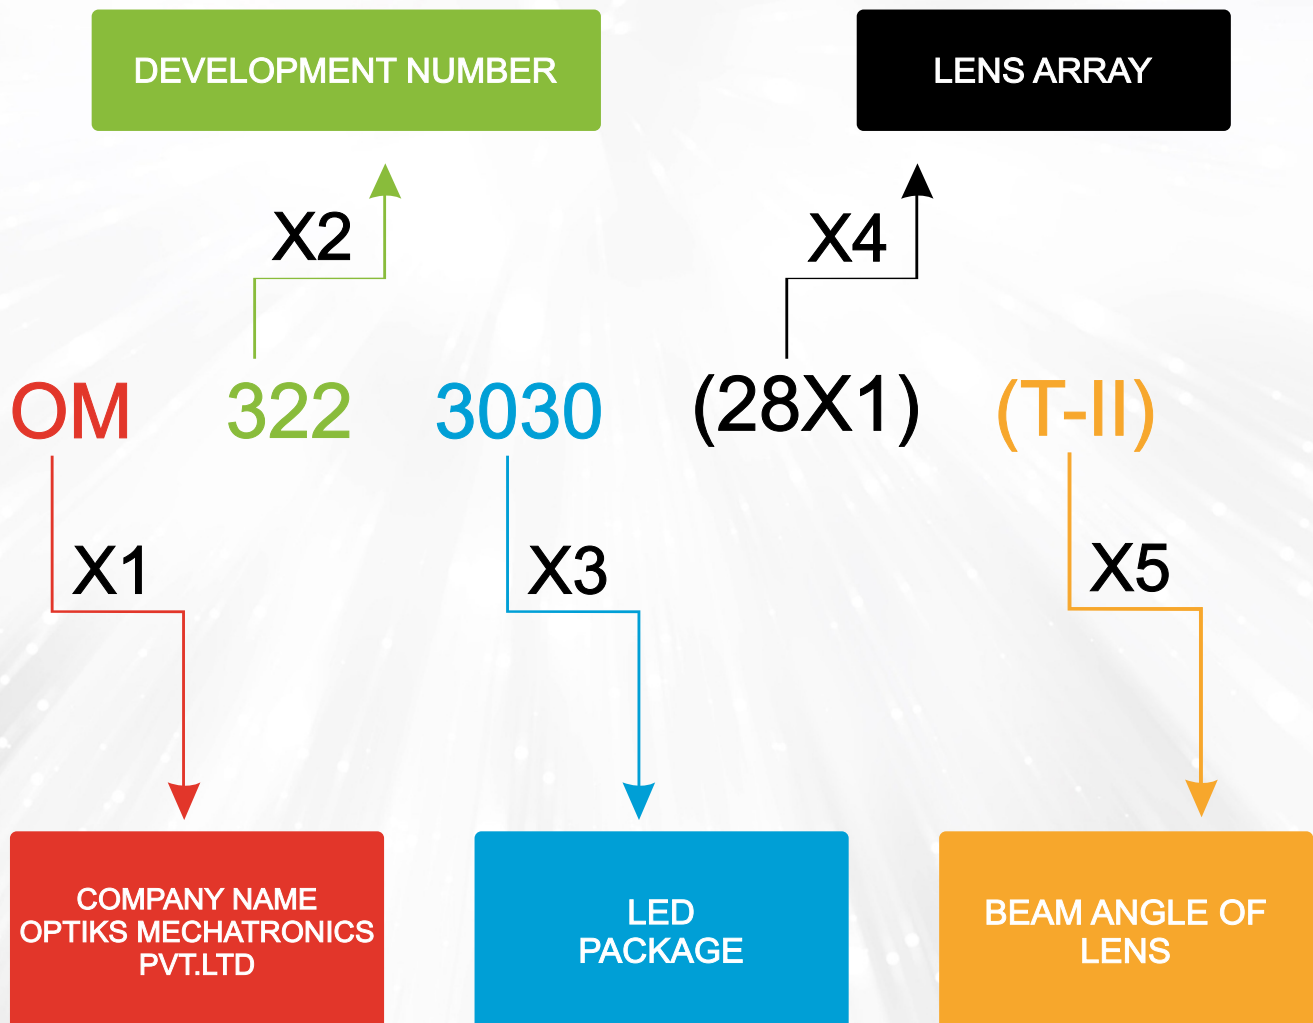 DEVELOPMENT NUMBER
LENS ARRAY
X2
X4
OM 322 3030 (28X1) (T-II)
X1
X3
X5
COMPANY NAME
OPTIKS MECHATRONICS
PVT.LTD
LED
PACKAGE
BEAM ANGLE OF
LENS